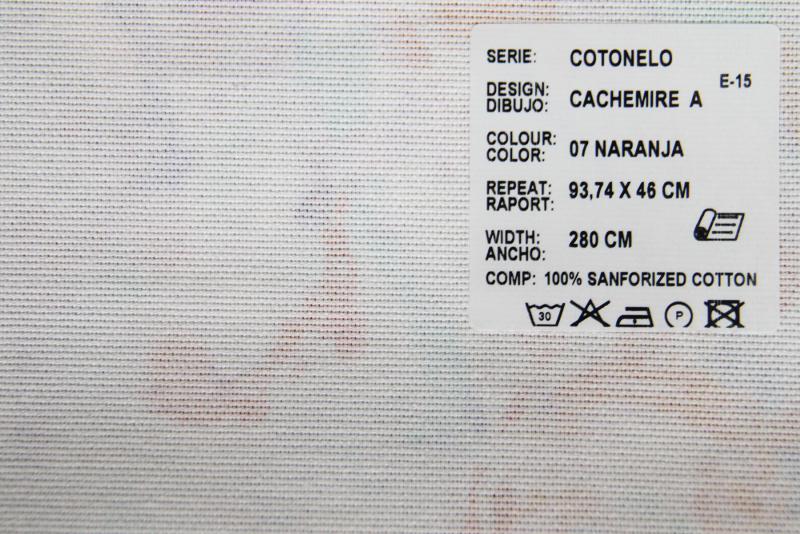 SERIE: COTONELO
E-15
DESIGN:
DIBUJO: CACHEMIRE A
COLOUR:
COLOR: 07 NARANJA
REPEAT: 93,74 X 46 CM
RAPORT:
WIDTH: 280 CM
ANCHO:
COMP: 100% SANFORIZED COTTON
30 P